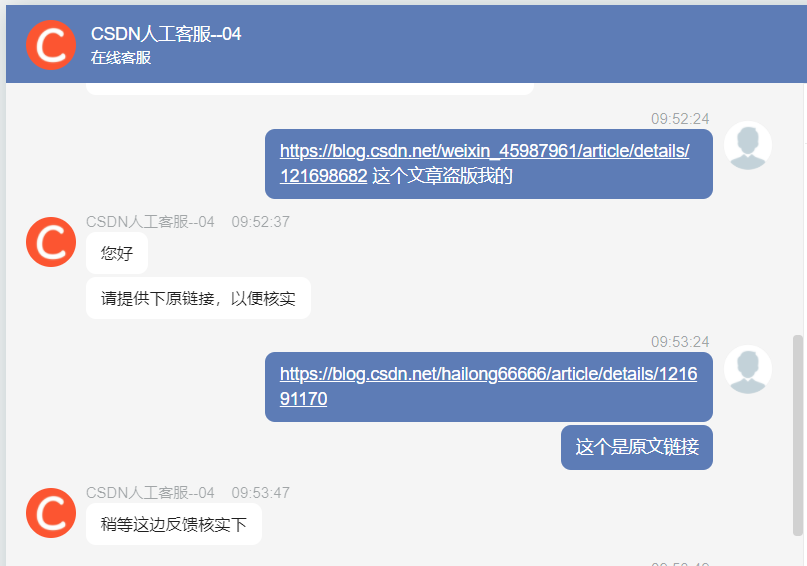 CSDN人工客服--04
在线客服
09:52:24
https://blog.csdn.net/weixin_45987961/article/details/
121698682 这个文章盗版我的
CSDN人工客服--04 09:52:37
您好
请提供下原链接，以便核实
09:53:24
https://blog.csdn.net/hailong66666/article/details/1216
91170
这个是原文链接
CSDN人工客服--04 09:53:47
稍等这边反馈核实下